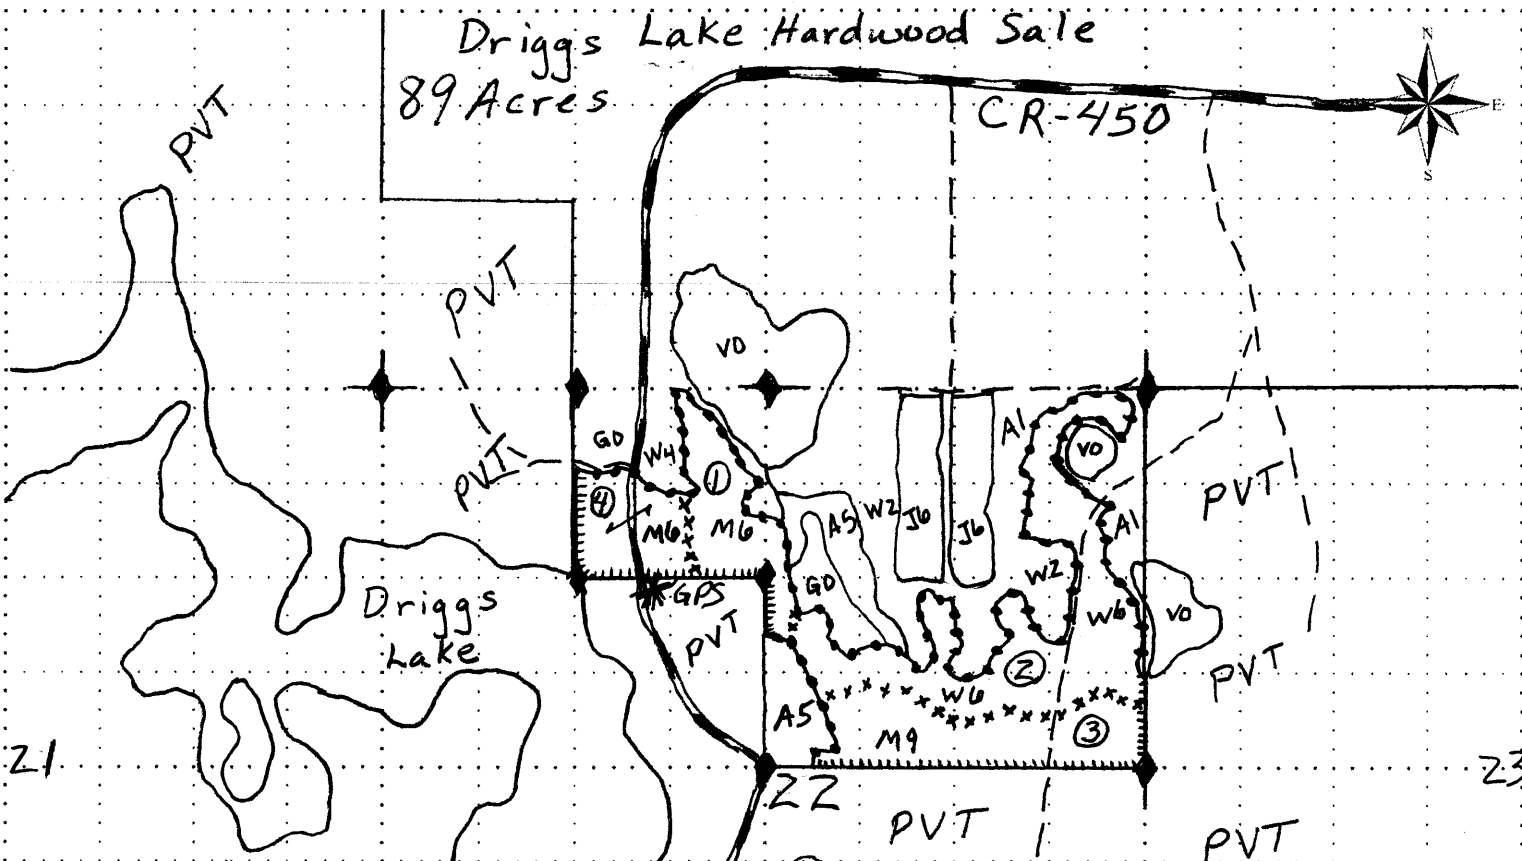 Driggs Lake Hardwood Sale
89 Acres
N
E
S
CR-450
PVT
PVT
VO
PVT
GO
W4
1
4
M6
M6
A1
VO
A5
W2
J6
J6
A1
PVT
GPS
GO
W2
W6
VO
Driggs
Lake
PVT
2
W6
PVT
A5
M9
3
21
22
23
PVT
PVT